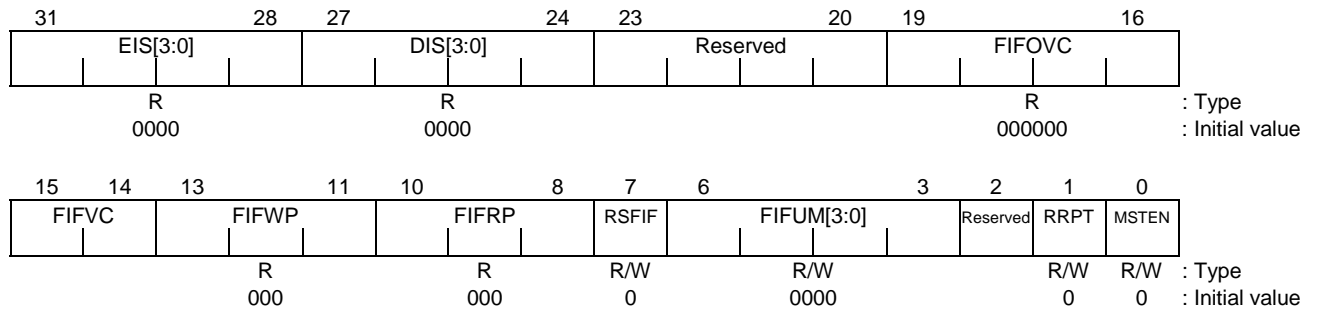 31 28 27 24 23 20 19 16
EIS[3:0] DIS[3:0] Reserved FIFOVC
R R R : Type
0000 0000 000000 : Initial value
15 14 13 11 10 8 7 6 3 2 1 0
FIFVC FIFWP FIFRP RSFIF FIFUM[3:0] Reserved RRPT MSTEN
R R R/W R/W R/W R/W : Type
000 000 0 0000 0 0 : Initial value